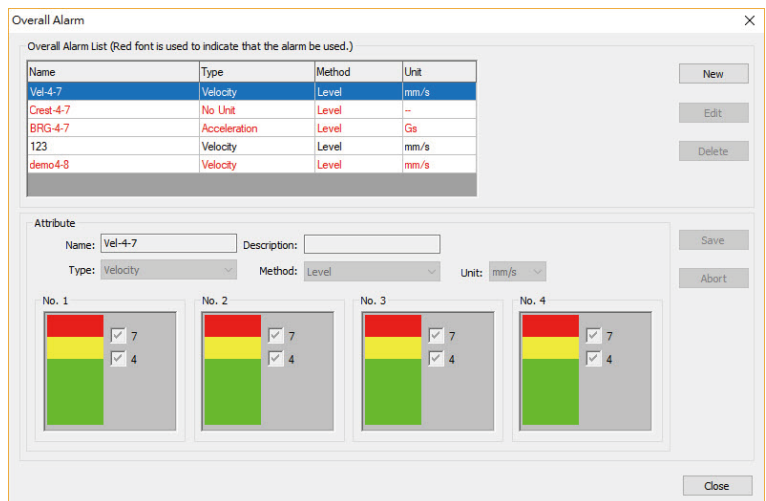 Overall Alarm
Overall Alarm List (Red font is used to indicate that the alarm be used.)
Name Type Method Unit
Vel-4-7 Velocity Level mm/s
Crest-4-7 No Unit Level --
BRG-4-7 Acceleration Level Gs
123 Velocity Level mm/s
demo4-8 Velocity Level mm/s
New
Edit
Delete
Attribute
Name: Vel-4-7 Description:
Type: Velocity Method: Level Unit: mm/s
Save
Abort
No. 1 No. 2 No. 3 No. 4
7 7 7 7
4 4 4 4
Close